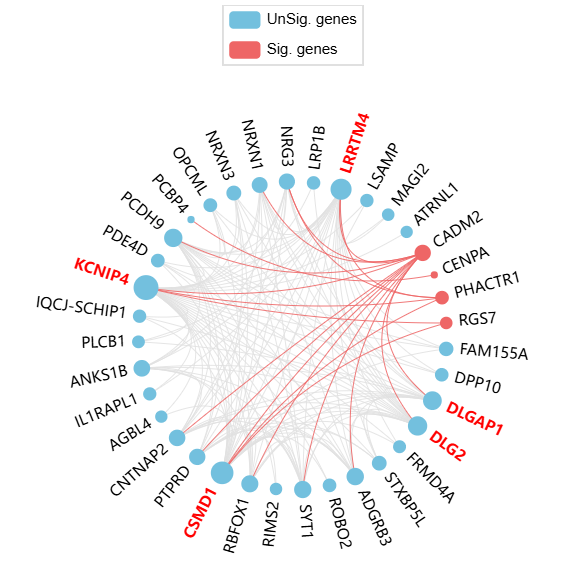 UnSig. genes
Sig. genes
LRRTM4
LSAMP
MAGI2
ATRNL1
CADM2
CENPA
PHACTR1
RGS7
FAM155A
DPP10
DLGAP1
DLG2
FRMD4A
STXBP5L
ADGRB3
ROBO2
SYT1
RIMS2
RBFOX1
CSMD1
PTPRD
CNTNAP2
AGBL4
IL1RAPL1
ANKS1B
PLCB1
IQCJ-SCHIP1
KCNIP4
PDE4D
PCDH9
PCBP4
OPCML
NRXN3
NRXN1
NRG3
LRP1B